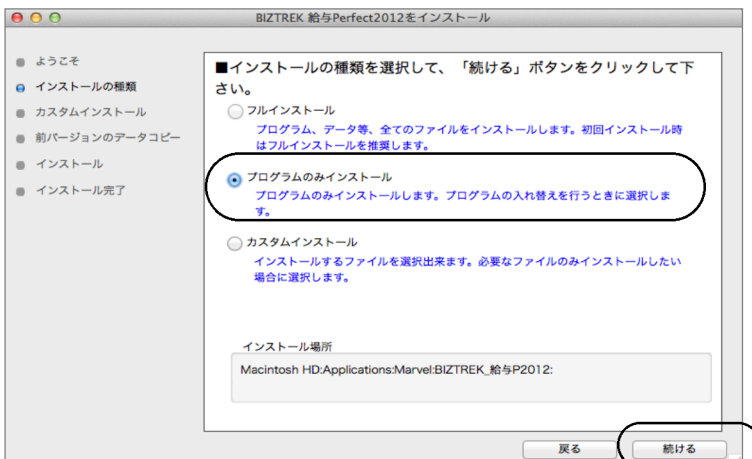 BIZTREK 給与Perfect2012をインストール
ようこそ
インストールの種類
カスタムインストール
前バージョンのデータコピー
インストール
インストール完了
■インストールの種類を選択して、「続ける」ボタンをクリックして下
さい。
フルインストール
プログラム、データ等、全てのファイルをインストールします。初回インストール時
はフルインストールを推奨します。
プログラムのみインストール
プログラムのみインストールします。プログラムの入れ替えを行うときに選択しま
す。
カスタムインストール
インストールするファイルを選択出来ます。必要なファイルのみインストールしたい
場合に選択します。
インストール場所
Macintosh HD:Applications:Marvel:BIZTREK_給与P2012:
戻る
続ける